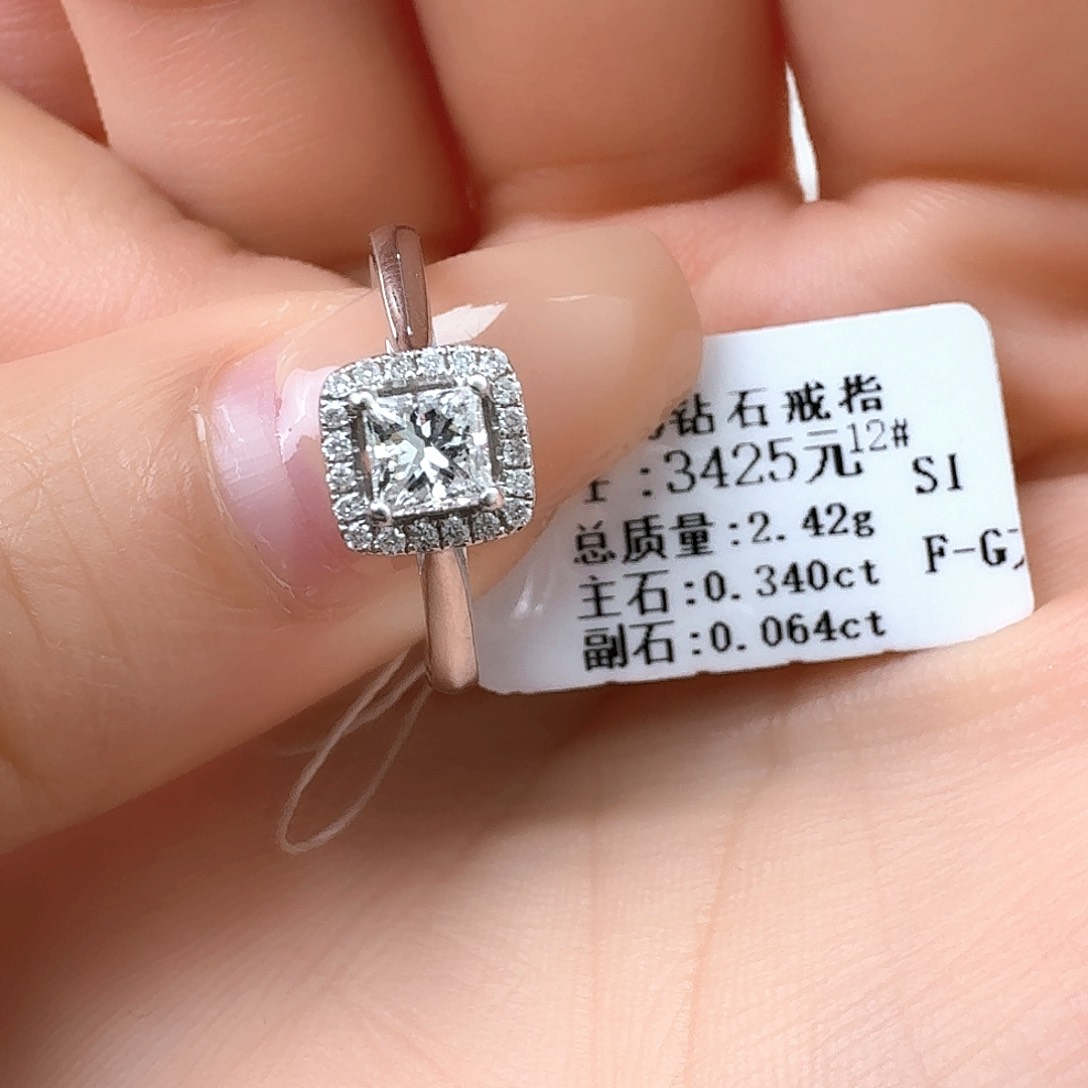 钻石戒指
:3425元12#
SI
总质量:2.42g
F-G
主石:0.340ct
副石:0.064ct